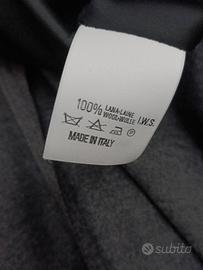 100% LANA-LAINE
WOOL-WOLLE I.W.S.
P
MADE IN ITALY
subito